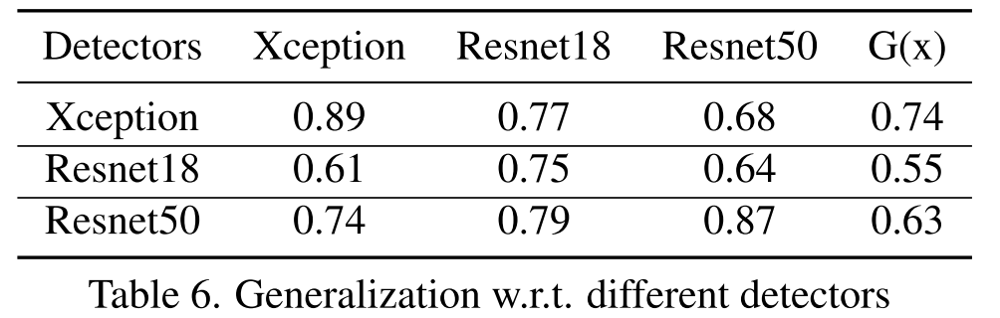 Detectors Xception Resnet18 Resnet50 G(x)
Xception 0.89 0.77 0.68 0.74
Resnet18 0.61 0.75 0.64 0.55
Resnet50 0.74 0.79 0.87 0.63
Table 6. Generalization w.r.t. different detectors